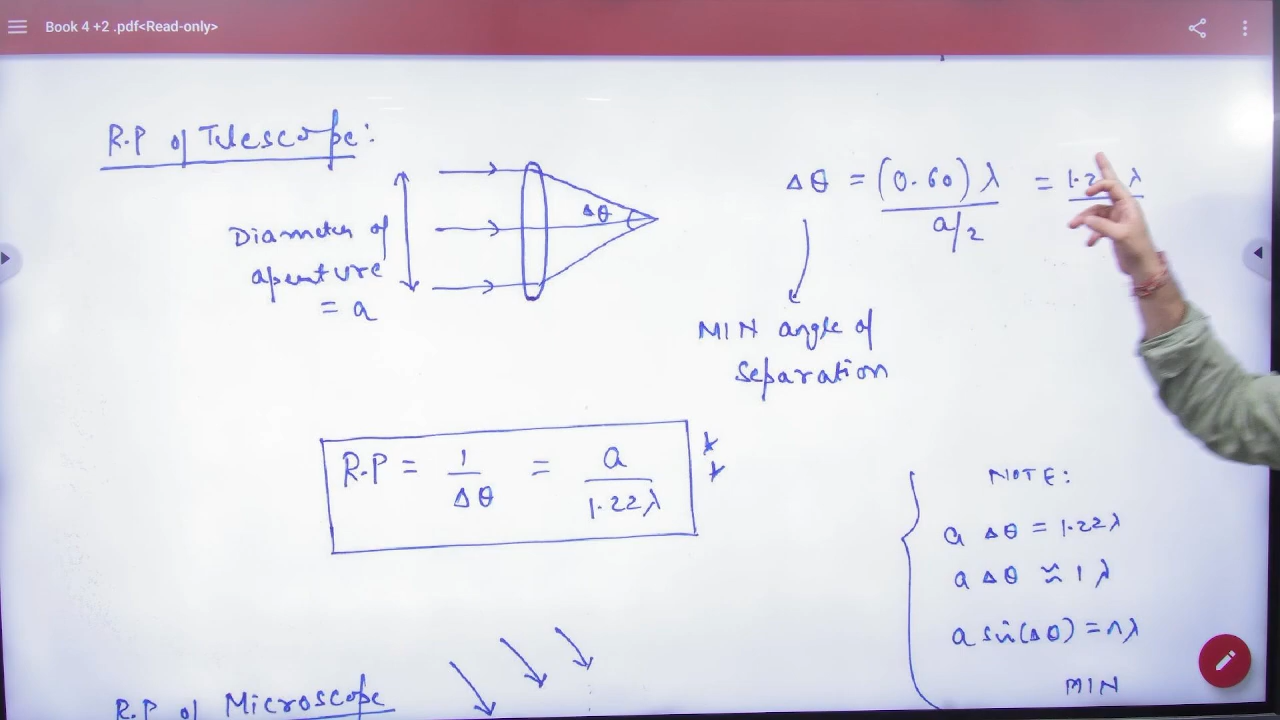 Book 4 +2 .pdf<Read-only>
R.P of Telescope:
Diameter of
aperture
= a
Δθ
Δθ = (0.60) λ / a/2 = 1.2 λ
MIN angle of
separation
R.P = 1/Δθ = a/1.22λ
NOTE:
a Δθ = 1.22λ
a Δθ ≈ 1 λ
a sin(Δθ) = nλ
MIN
R.P of Microscope